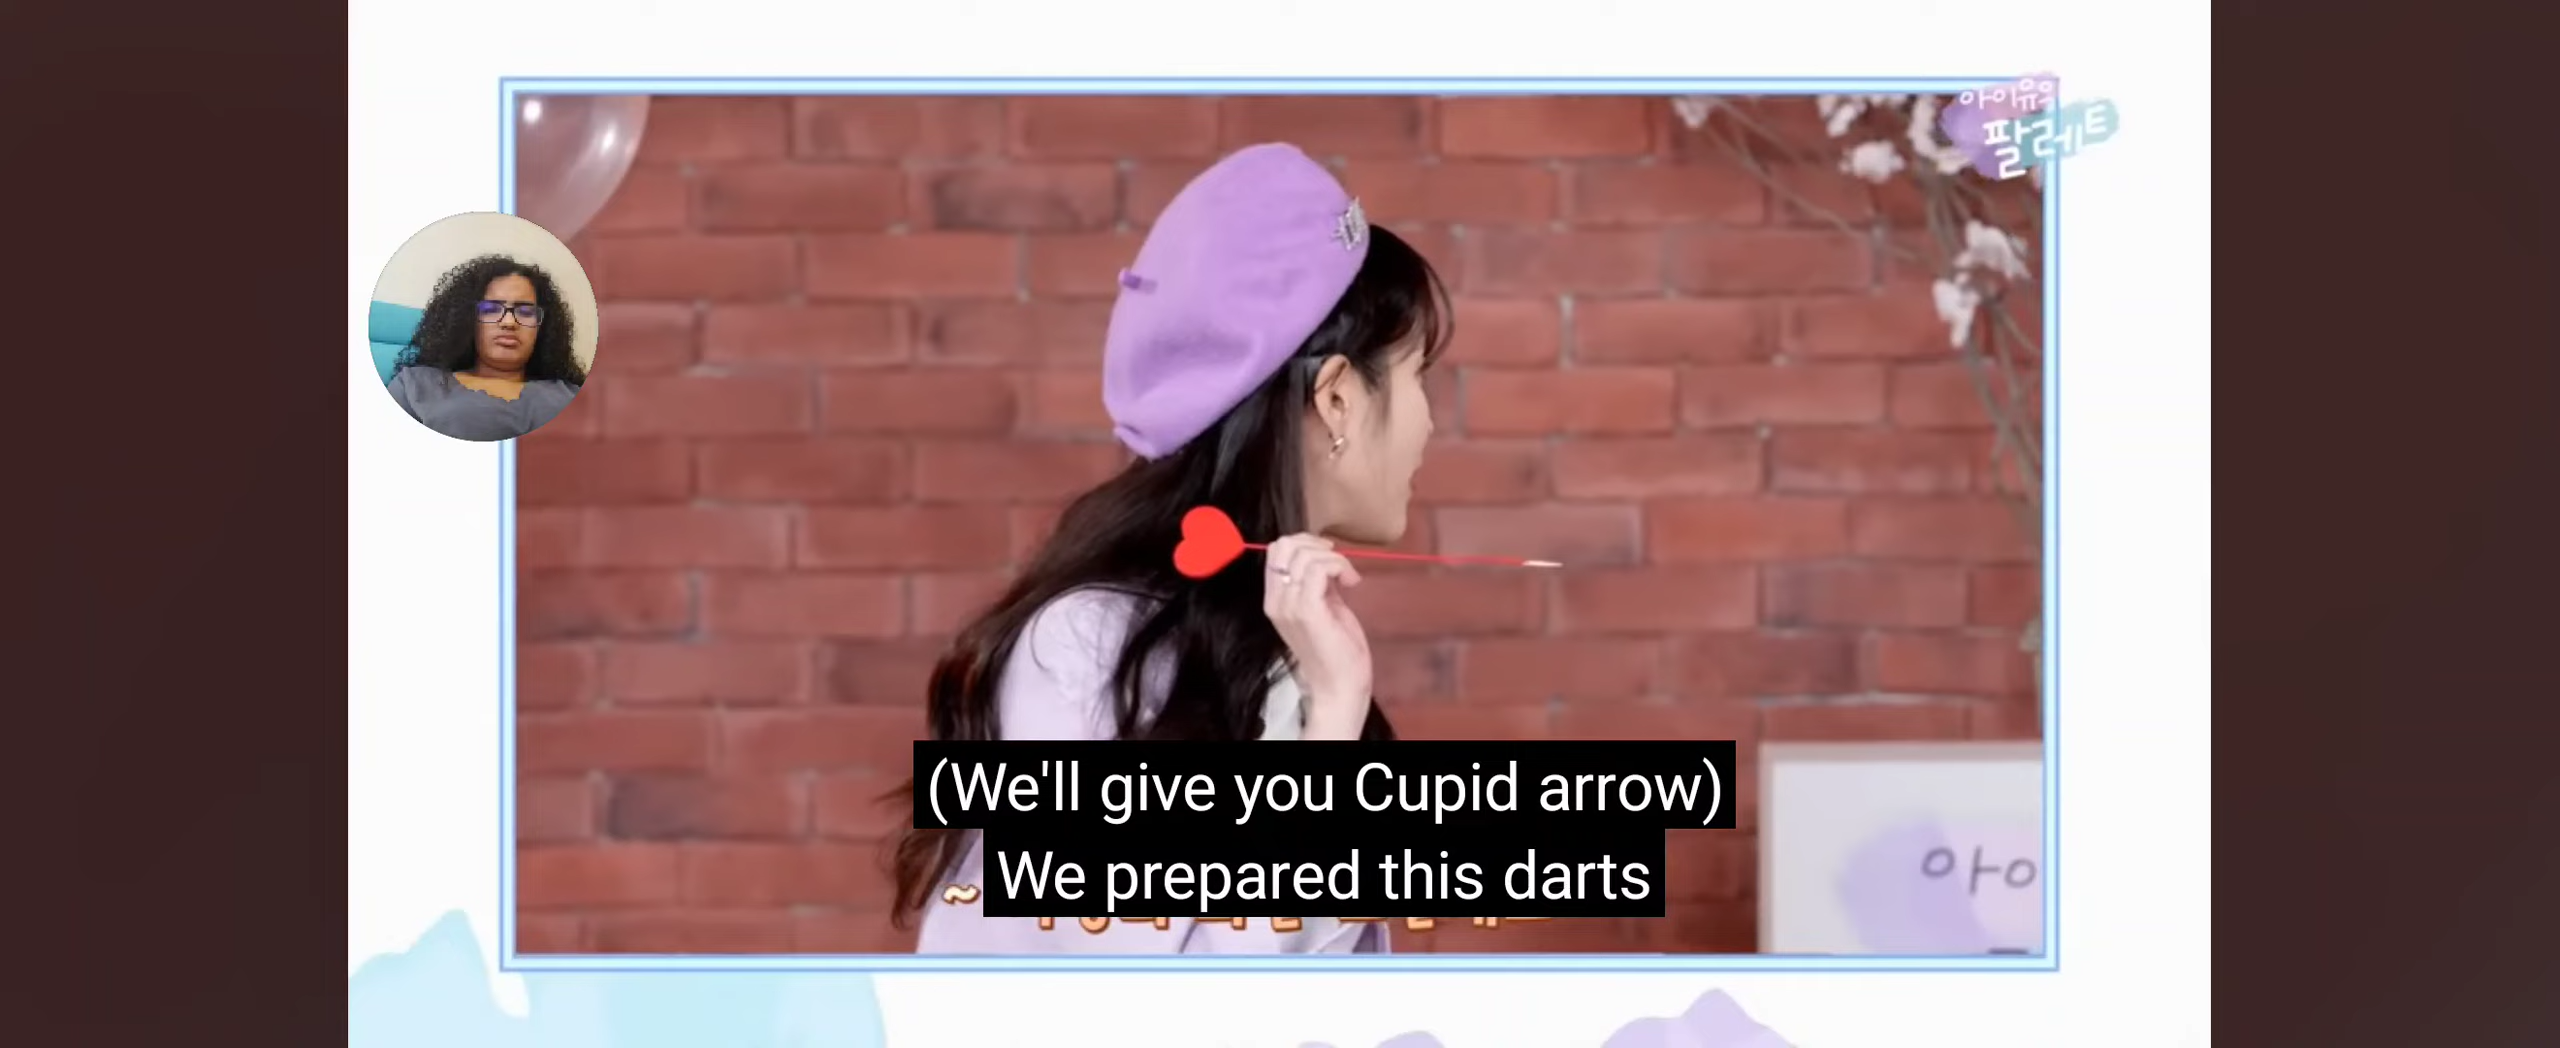 아이유의
팔레트
(We'll give you Cupid arrow)
We prepared this darts
~
아이